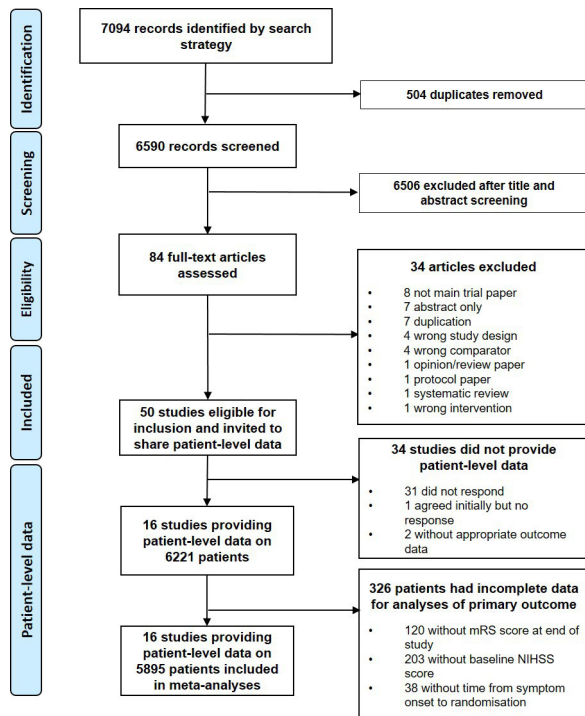 Identification
7094 records identified by search
strategy
504 duplicates removed
Screening
6590 records screened
6506 excluded after title and
abstract screening
Eligibility
84 full-text articles
assessed
34 articles excluded
• 8 not main trial paper
• 7 abstract only
• 7 duplication
• 4 wrong study design
• 4 wrong comparator
• 1 opinion/review paper
• 1 protocol paper
• 1 systematic review
• 1 wrong intervention
Included
50 studies eligible for
inclusion and invited to
share patient-level data
34 studies did not provide
patient-level data
• 31 did not respond
• 1 agreed initially but no
response
• 2 without appropriate outcome
data
Patient-level data
16 studies providing
patient-level data on
6221 patients
326 patients had incomplete data
for analyses of primary outcome
• 120 without mRS score at end of
study
• 203 without baseline NIHSS
score
• 38 without time from symptom
onset to randomisation
16 studies providing
patient-level data on
5895 patients included
in meta-analyses